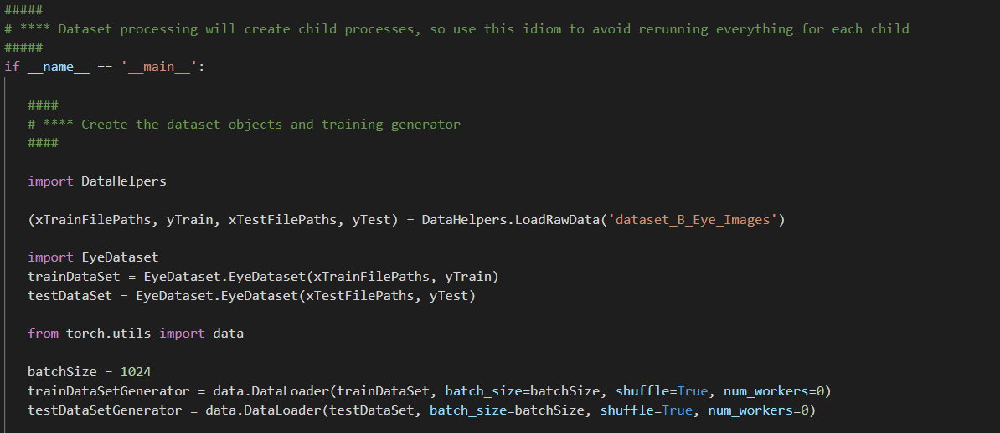 #####
# **** Dataset processing will create child processes, so use this idiom to avoid rerunning everything for each child
#####
if __name__ == '__main__':
####
# **** Create the dataset objects and training generator
####
import DataHelpers
(xTrainFilePaths, yTrain, xTestFilePaths, yTest) = DataHelpers.LoadRawData('dataset_B_Eye_Images')
import EyeDataset
trainDataSet = EyeDataset.EyeDataset(xTrainFilePaths, yTrain)
testDataSet = EyeDataset.EyeDataset(xTestFilePaths, yTest)
from torch.utils import data
batchSize = 1024
trainDataSetGenerator = data.DataLoader(trainDataSet, batch_size=batchSize, shuffle=True, num_workers=0)
testDataSetGenerator = data.DataLoader(testDataSet, batch_size=batchSize, shuffle=True, num_workers=0)